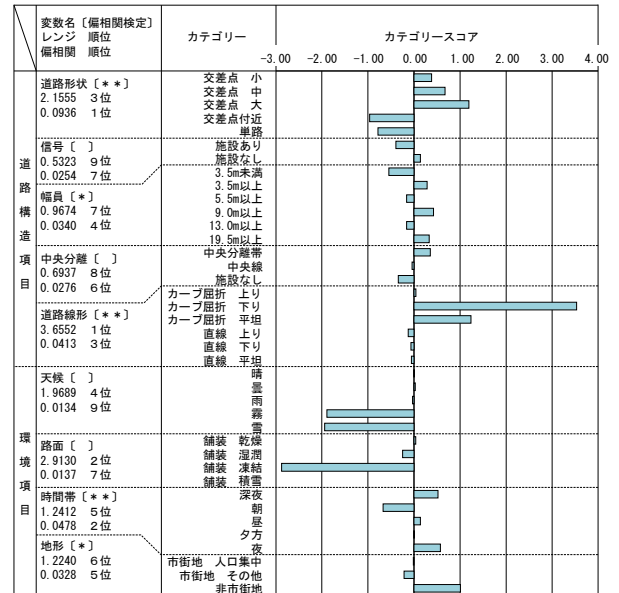 項目
変数名〔偏相関検定〕
レンジ 順位
偏相関 順位
カテゴリー
カテゴリースコア
-3.00 -2.00 -1.00 0.00 1.00 2.00 3.00 4.00
道路構造項目
道路形状〔＊＊〕
2.1555 3位
0.0936 1位
交差点 小
交差点 中
交差点 大
交差点付近
単路
信号〔 〕
0.5323 9位
0.0254 7位
施設あり
施設なし
幅員〔＊〕
0.9674 7位
0.0340 4位
3.5m未満
3.5m以上
5.5m以上
9.0m以上
13.0m以上
19.5m以上
中央分離〔 〕
0.6937 8位
0.0276 6位
中央分離帯
中央線
施設なし
道路線形〔＊＊〕
3.6552 1位
0.0413 3位
カーブ屈折 上り
カーブ屈折 下り
カーブ屈折 平坦
直線 上り
直線 下り
直線 平坦
環境項目
天候〔 〕
1.9689 4位
0.0134 9位
晴
曇
雨
霧
雪
路面〔 〕
2.9130 2位
0.0137 7位
舗装 乾燥
舗装 湿潤
舗装 凍結
舗装 積雪
時間帯〔＊＊〕
1.2412 5位
0.0478 2位
深夜
朝
昼
夕方
夜
地形〔＊〕
1.2240 6位
0.0328 5位
市街地 人口集中
市街地 その他
非市街地